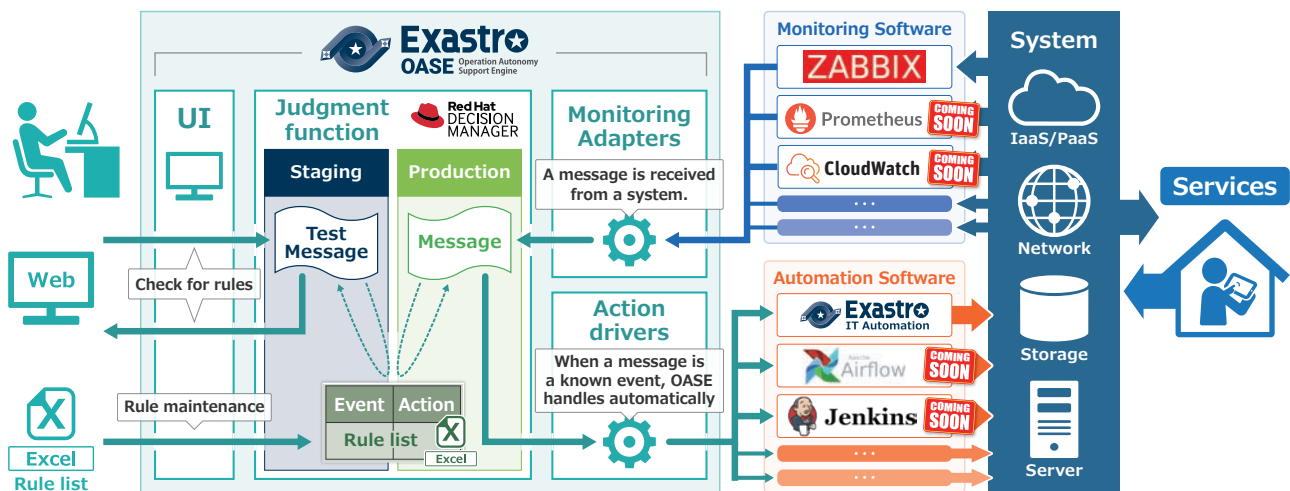 Exastro
OASE
Operation Autonomy
Support Engine
UI
Judgment
function
Red Hat
DECISION
MANAGER
Staging
Production
Test
Message
Message
Monitoring
Adapters
A message is received
from a system.
Web
Check for rules
Action
drivers
When a message is
a known event, OASE
handles automatically
Rule maintenance
Event
Action
Rule list
X
Excel
X
Excel
Rule list
Monitoring Software
ZABBIX
Prometheus
COMING
SOON
CloudWatch
COMING
SOON
...
...
Automation Software
Exastro
IT Automation
Apache
Airflow
COMING
SOON
Jenkins
COMING
SOON
...
...
System
IaaS/PaaS
Network
Storage
Server
Services